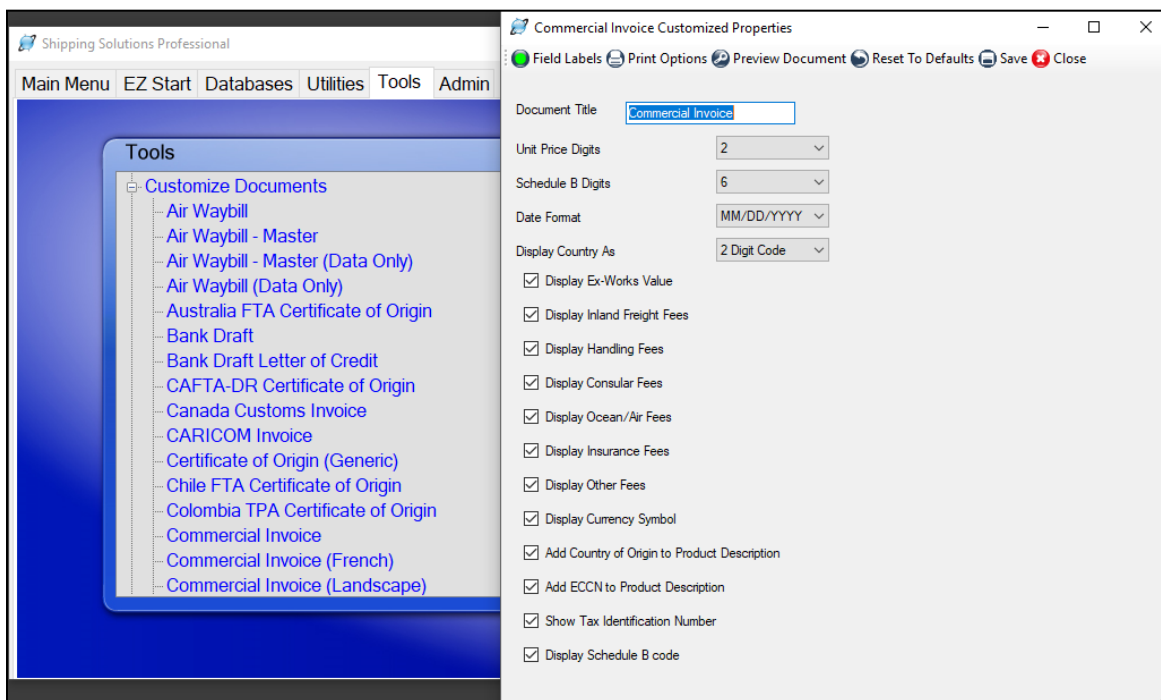 Shipping Solutions Professional
Main Menu EZ Start Databases Utilities Tools Admin
Tools
Customize Documents
Air Waybill
Air Waybill - Master
Air Waybill - Master (Data Only)
Air Waybill (Data Only)
Australia FTA Certificate of Origin
Bank Draft
Bank Draft Letter of Credit
CAFTA-DR Certificate of Origin
Canada Customs Invoice
CARICOM Invoice
Certificate of Origin (Generic)
Chile FTA Certificate of Origin
Colombia TPA Certificate of Origin
Commercial Invoice
Commercial Invoice (French)
Commercial Invoice (Landscape)
Commercial Invoice Customized Properties
Field Labels Print Options Preview Document Reset To Defaults Save Close
Document Title Commercial Invoice
Unit Price Digits 2
Schedule B Digits 6
Date Format MM/DD/YYYY
Display Country As 2 Digit Code
Display Ex-Works Value
Display Inland Freight Fees
Display Handling Fees
Display Consular Fees
Display Ocean/Air Fees
Display Insurance Fees
Display Other Fees
Display Currency Symbol
Add Country of Origin to Product Description
Add ECCN to Product Description
Show Tax Identification Number
Display Schedule B code